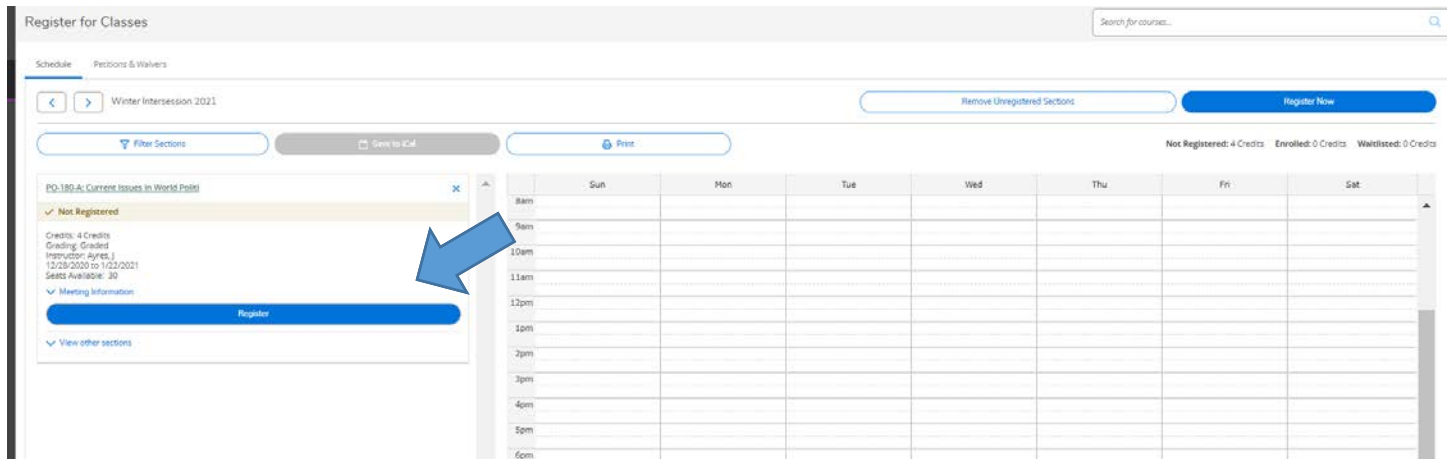 Register for Classes
Search for courses...
Schedule Petitions & Waivers
Winter Intersession 2021
Remove Unregistered Sections
Register Now
Filter Sections
Save to iCal
Print
Not Registered: 4 Credits Enrolled: 0 Credits Waitlisted: 0 Credits
PO-180-A: Current Issues in World Politi
Not Registered
Credits: 4 Credits
Grading: Graded
Instructor: Ayres, J
12/28/2020 to 1/22/2021
Seats Available: 30
Meeting Information
Register
View other sections
Sun Mon Tue Wed Thu Fri Sat
8am
9am
10am
11am
12pm
1pm
2pm
3pm
4pm
5pm
6pm